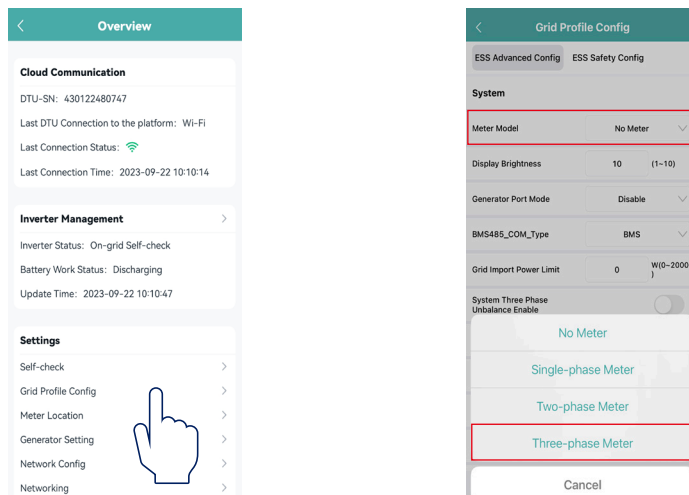 Overview
Cloud Communication
DTU-SN: 430122480747
Last DTU Connection to the platform: Wi-Fi
Last Connection Status:
Last Connection Time: 2023-09-22 10:10:14
Inverter Management
Inverter Status: On-grid Self-check
Battery Work Status: Discharging
Update Time: 2023-09-22 10:10:47
Settings
Self-check
Grid Profile Config
Meter Location
Generator Setting
Network Config
Networking
Grid Profile Config
ESS Advanced Config ESS Safety Config
System
Meter Model No Meter
Display Brightness 10 (1~10)
Generator Port Mode Disable
BMS485_COM_Type BMS
Grid Import Power Limit 0 W(0~2000
)
System Three Phase
Unbalance Enable
No Meter
Single-phase Meter
Two-phase Meter
Three-phase Meter
Cancel